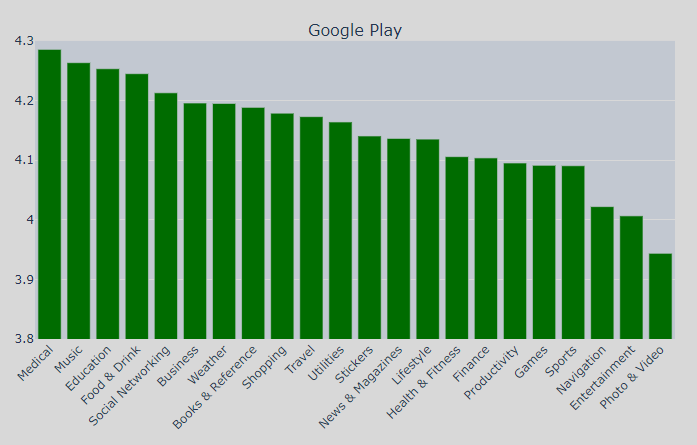 Google Play
4.3
4.2
4.1
4
3.9
3.8
Medical
Music
Education
Food & Drink
Social Networking
Business
Weather
Books & Reference
Shopping
Travel
Utilities
Stickers
News & Magazines
Lifestyle
Health & Fitness
Finance
Productivity
Games
Sports
Navigation
Entertainment
Photo & Video